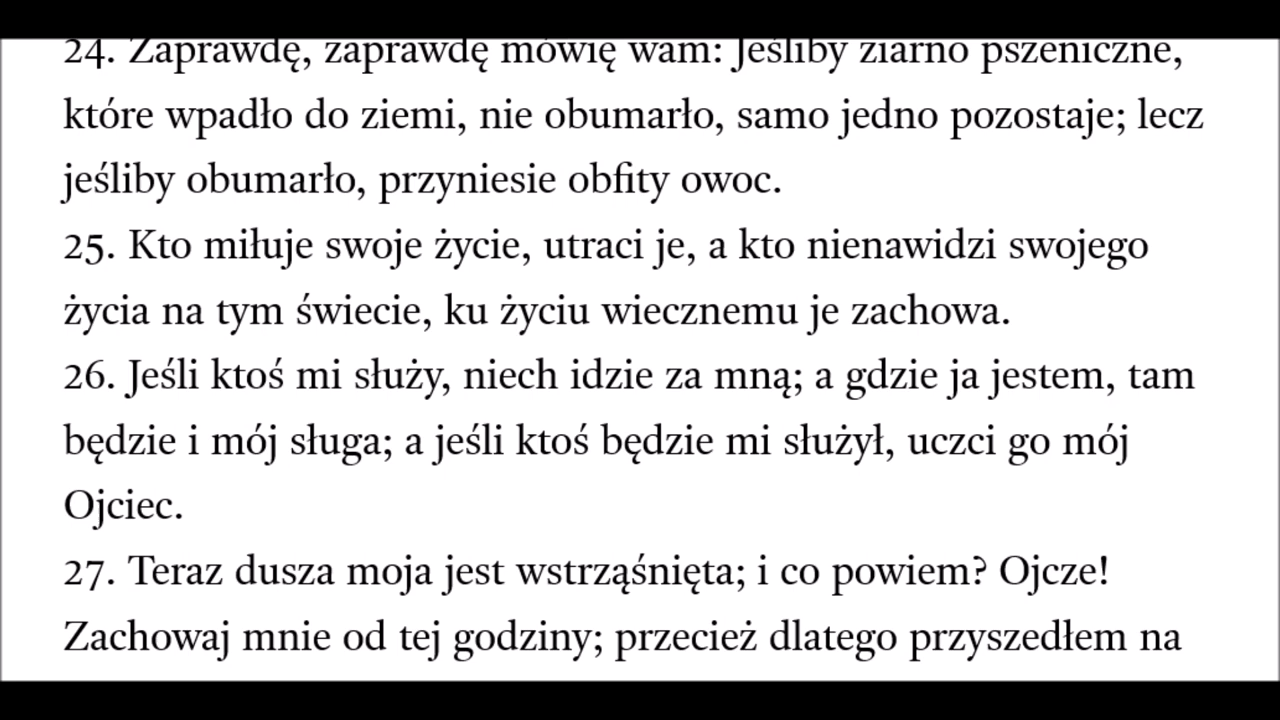 24. Zaprawdę, zaprawdę mówię wam: Jeśliby ziarno pszeniczne,
które wpadło do ziemi, nie obumarło, samo jedno pozostaje; lecz
jeśliby obumarło, przyniesie obfity owoc.
25. Kto miłuje swoje życie, utraci je, a kto nienawidzi swojego
życia na tym świecie, ku życiu wiecznemu je zachowa.
26. Jeśli ktoś mi służy, niech idzie za mną; a gdzie ja jestem, tam
będzie i mój sługa; a jeśli ktoś będzie mi służył, uczci go mój
Ojciec.
27. Teraz dusza moja jest wstrząśnięta; i co powiem? Ojcze!
Zachowaj mnie od tej godziny; przecież dlatego przyszedłem na